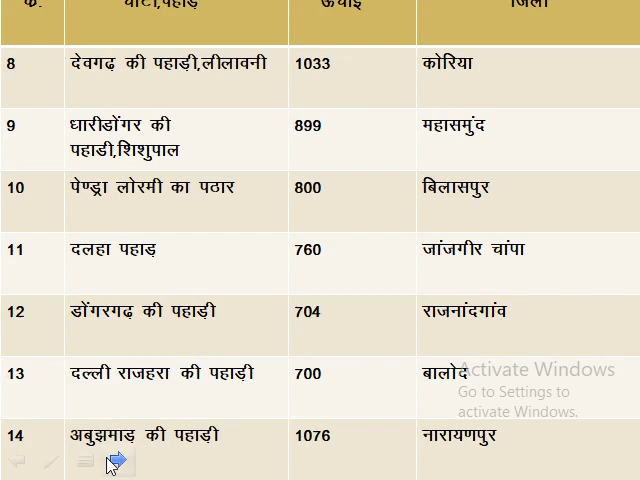 क. चोटी,पहाड़ ऊंचाई जिला
8 देवगढ़ की पहाड़ी,लीलावनी 1033 कोरिया
9 धारीडोंगर की 899 महासमुंद
पहाडी,शिशुपाल
10 पेण्ड्रा लोरमी का पठार 800 बिलासपुर
11 दलहा पहाड़ 760 जांजगीर चांपा
12 डोंगरगढ़ की पहाड़ी 704 राजनांदगांव
13 दल्ली राजहरा की पहाड़ी 700 बालोद
Activate Windows
Go to Settings to
activate Windows.
14 अबुझमाड़ की पहाड़ी 1076 नारायणपुर